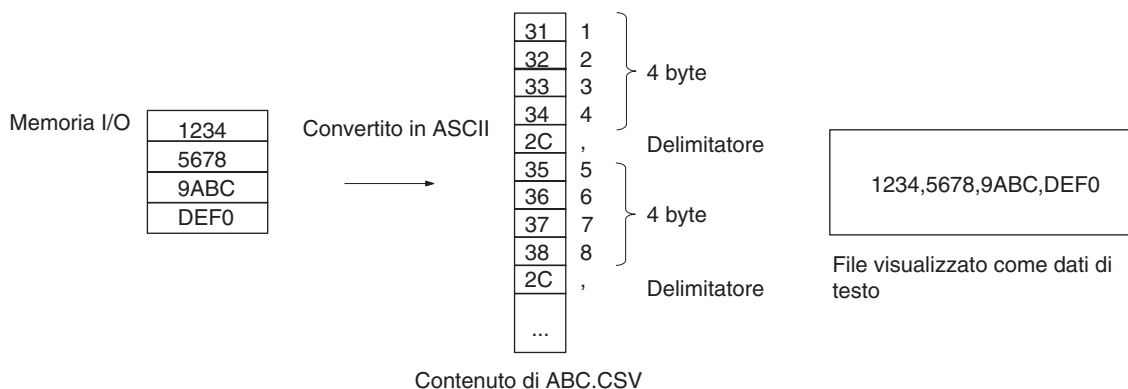 Memoria I/O
1234
5678
9ABC
DEF0
Convertito in ASCII
31 1
32 2
33 3
34 4
4 byte
2C , Delimitatore
35 5
36 6
37 7
38 8
4 byte
2C , Delimitatore
...
Contenuto di ABC.CSV
1234,5678,9ABC,DEF0
File visualizzato come dati di
testo